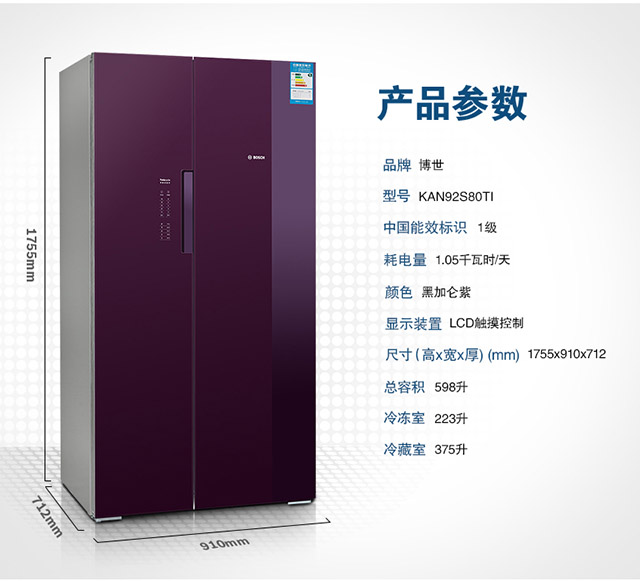 产品参数
品牌 博世
型号 KAN92S80TI
中国能效标识 1级
耗电量 1.05千瓦时/天
颜色 黑加仑紫
显示装置 LCD触摸控制
尺寸(高x宽x厚)(mm) 1755x910x712
总容积 598升
冷冻室 223升
冷藏室 375升
BOSCH
1755mm
712mm
910mm